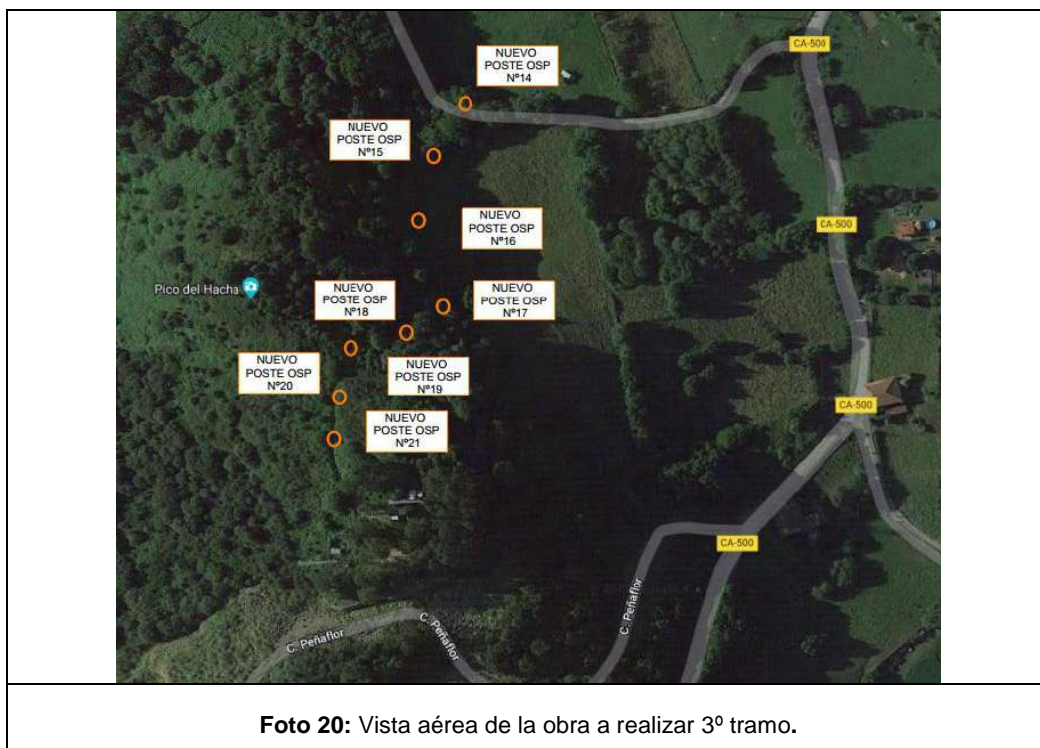 CA-500
NUEVO
POSTE OSP
Nº14
NUEVO
POSTE OSP
Nº15
NUEVO
POSTE OSP
Nº16
CA-500
Pico del Hacha
NUEVO
POSTE OSP
Nº18
NUEVO
POSTE OSP
Nº17
NUEVO
POSTE OSP
Nº20
NUEVO
POSTE OSP
Nº19
CA-500
NUEVO
POSTE OSP
Nº21
CA-500
C. Peñaflor
C. Peñaflor
C. Peñaflor
Foto 20: Vista aérea de la obra a realizar 3º tramo.